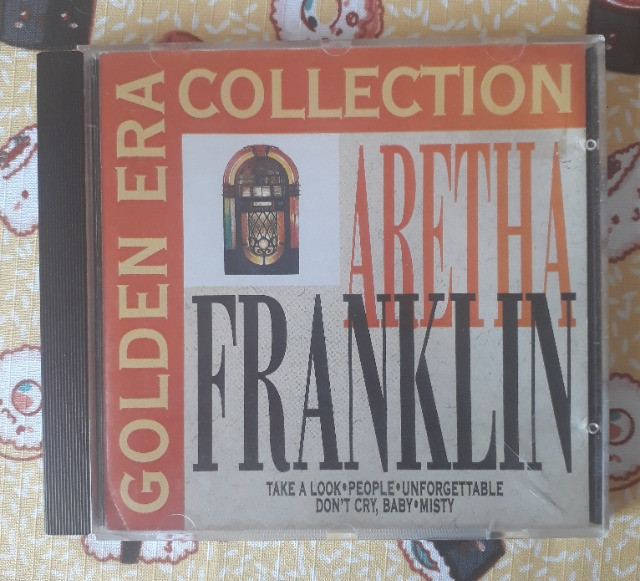 GOLDEN ERA
COLLECTION
ARETHA
FRANKLIN
TAKE A LOOK•PEOPLE•UNFORGETTABLE
DON'T CRY, BABY•MISTY